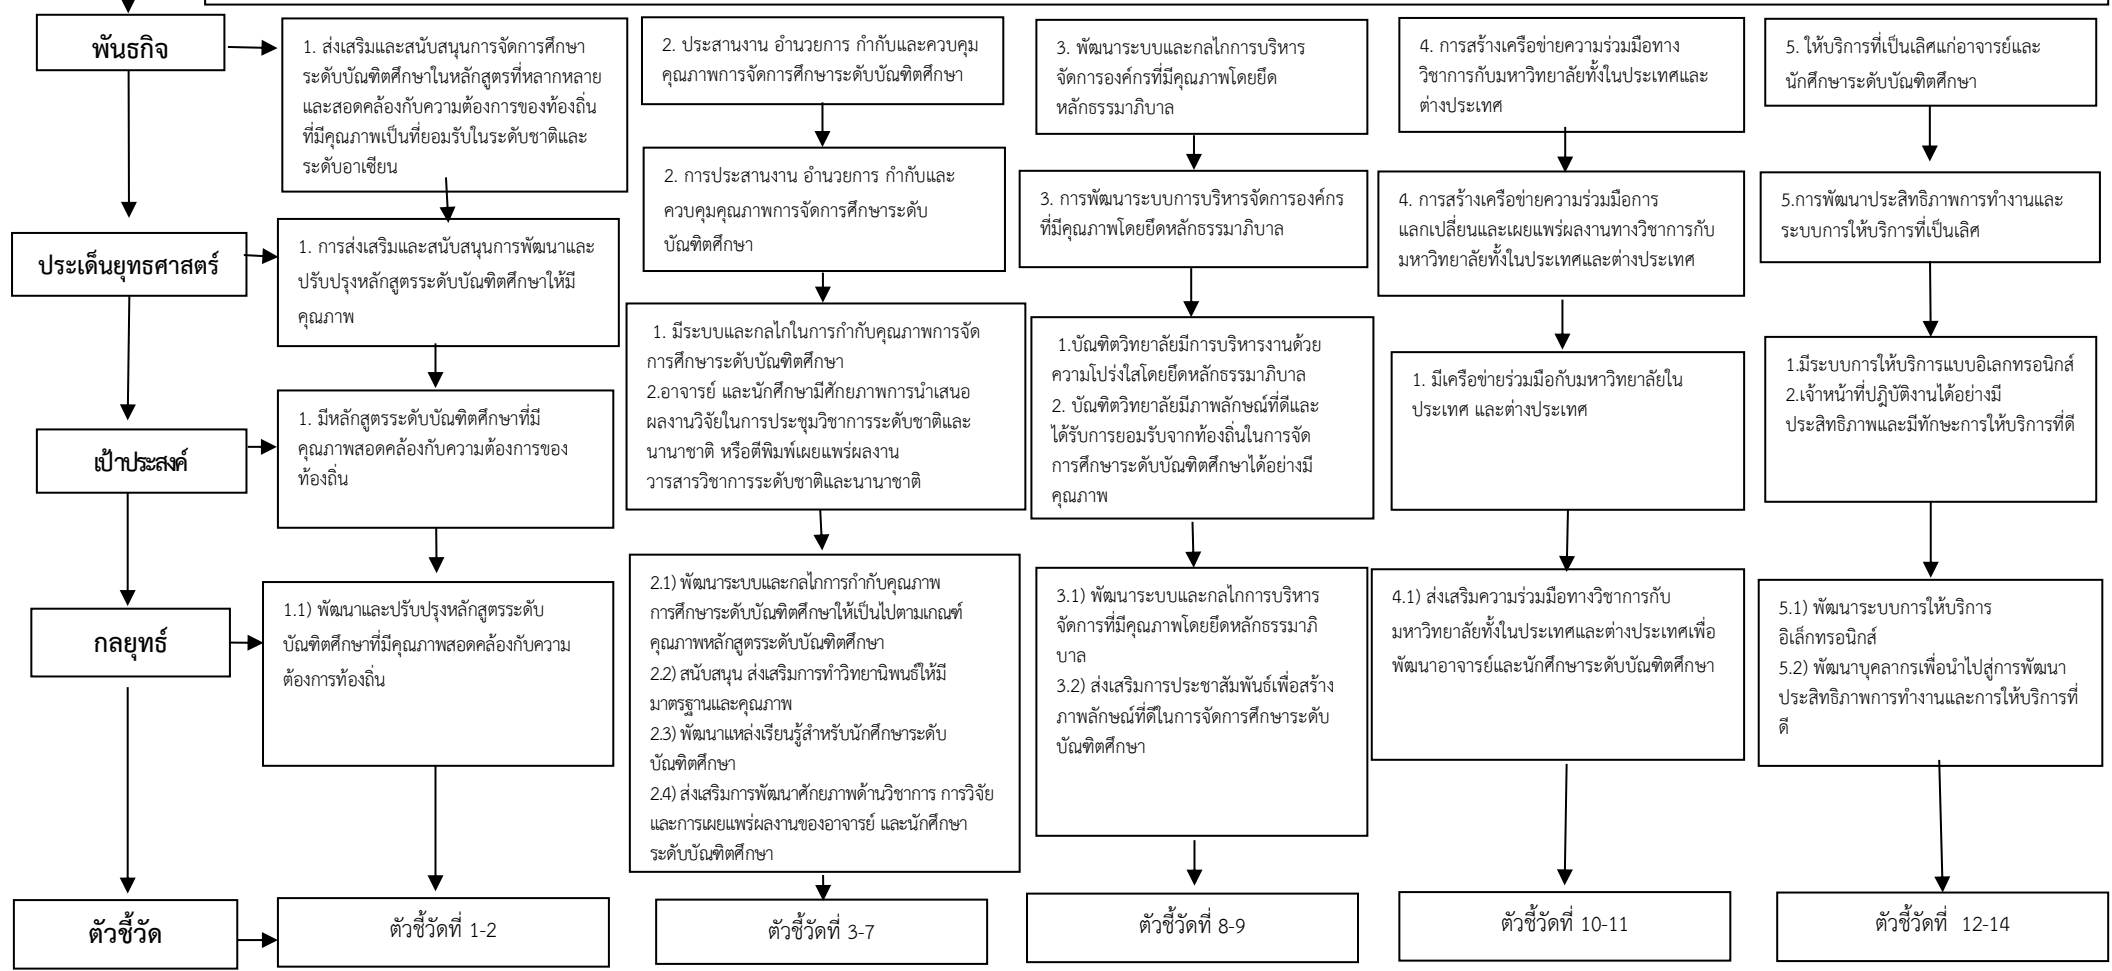 พันธกิจ
1. ส่งเสริมและสนับสนุนการจัดการศึกษา
ระดับบัณฑิตศึกษาในหลักสูตรที่หลากหลาย
และสอดคล้องกับความต้องการของท้องถิ่น
ที่มีคุณภาพเป็นที่ยอมรับในระดับชาติและ
ระดับอาเซียน
2. ประสานงาน อำนวยการ กำกับและควบคุม
คุณภาพการจัดการศึกษาระดับบัณฑิตศึกษา
3. พัฒนาระบบและกลไกการบริหาร
จัดการองค์กรที่มีคุณภาพโดยยึด
หลักธรรมาภิบาล
4. การสร้างเครือข่ายความร่วมมือทาง
วิชาการกับมหาวิทยาลัยทั้งในประเทศและ
ต่างประเทศ
5. ให้บริการที่เป็นเลิศแก่อาจารย์และ
นักศึกษาระดับบัณฑิตศึกษา
ประเด็นยุทธศาสตร์
1. การส่งเสริมและสนับสนุนการพัฒนาและ
ปรับปรุงหลักสูตรระดับบัณฑิตศึกษาให้มี
คุณภาพ
2. การประสานงาน อำนวยการ กำกับและ
ควบคุมคุณภาพการจัดการศึกษาระดับ
บัณฑิตศึกษา
3. การพัฒนาระบบการบริหารจัดการองค์กร
ที่มีคุณภาพโดยยึดหลักธรรมาภิบาล
4. การสร้างเครือข่ายความร่วมมือการ
แลกเปลี่ยนและเผยแพร่ผลงานทางวิชาการกับ
มหาวิทยาลัยทั้งในประเทศและต่างประเทศ
5.การพัฒนาประสิทธิภาพการทำงานและ
ระบบการให้บริการที่เป็นเลิศ
เป้าประสงค์
1. มีหลักสูตรระดับบัณฑิตศึกษาที่มี
คุณภาพสอดคล้องกับความต้องการของ
ท้องถิ่น
1. มีระบบและกลไกในการกำกับคุณภาพการจัด
การศึกษาระดับบัณฑิตศึกษา
2.อาจารย์ และนักศึกษามีศักยภาพการนำเสนอ
ผลงานวิจัยในการประชุมวิชาการระดับชาติและ
นานาชาติ หรือตีพิมพ์เผยแพร่ผลงาน
วารสารวิชาการระดับชาติและนานาชาติ
1.บัณฑิตวิทยาลัยมีการบริหารงานด้วย
ความโปร่งใสโดยยึดหลักธรรมาภิบาล
2. บัณฑิตวิทยาลัยมีภาพลักษณ์ที่ดีและ
ได้รับการยอมรับจากท้องถิ่นในการจัด
การศึกษาระดับบัณฑิตศึกษาได้อย่างมี
คุณภาพ
1. มีเครือข่ายร่วมมือกับมหาวิทยาลัยใน
ประเทศ และต่างประเทศ
1.มีระบบการให้บริการแบบอิเลกทรอนิกส์
2.เจ้าหน้าที่ปฏิบัติงานได้อย่างมี
ประสิทธิภาพและมีทักษะการให้บริการที่ดี
กลยุทธ์
1.1) พัฒนาและปรับปรุงหลักสูตรระดับ
บัณฑิตศึกษาที่มีคุณภาพสอดคล้องกับความ
ต้องการท้องถิ่น
2.1) พัฒนาระบบและกลไกการกำกับคุณภาพ
การศึกษาระดับบัณฑิตศึกษาให้เป็นไปตามเกณฑ์
คุณภาพหลักสูตรระดับบัณฑิตศึกษา
2.2) สนับสนุน ส่งเสริมการทำวิทยานิพนธ์ให้มี
มาตรฐานและคุณภาพ
2.3) พัฒนาแหล่งเรียนรู้สำหรับนักศึกษาระดับ
บัณฑิตศึกษา
2.4) ส่งเสริมการพัฒนาศักยภาพด้านวิชาการ การวิจัย
และการเผยแพร่ผลงานของอาจารย์ และนักศึกษา
ระดับบัณฑิตศึกษา
3.1) พัฒนาระบบและกลไกการบริหาร
จัดการที่มีคุณภาพโดยยึดหลักธรรมาภิ
บาล
3.2) ส่งเสริมการประชาสัมพันธ์เพื่อสร้าง
ภาพลักษณ์ที่ดีในการจัดการศึกษาระดับ
บัณฑิตศึกษา
4.1) ส่งเสริมความร่วมมือทางวิชาการกับ
มหาวิทยาลัยทั้งในประเทศและต่างประเทศเพื่อ
พัฒนาอาจารย์และนักศึกษาระดับบัณฑิตศึกษา
5.1) พัฒนาระบบการให้บริการ
อิเล็กทรอนิกส์
5.2) พัฒนาบุคลากรเพื่อนำไปสู่การพัฒนา
ประสิทธิภาพการทำงานและการให้บริการที่
ดี
ตัวชี้วัด
ตัวชี้วัดที่ 1-2
ตัวชี้วัดที่ 3-7
ตัวชี้วัดที่ 8-9
ตัวชี้วัดที่ 10-11
ตัวชี้วัดที่ 12-14